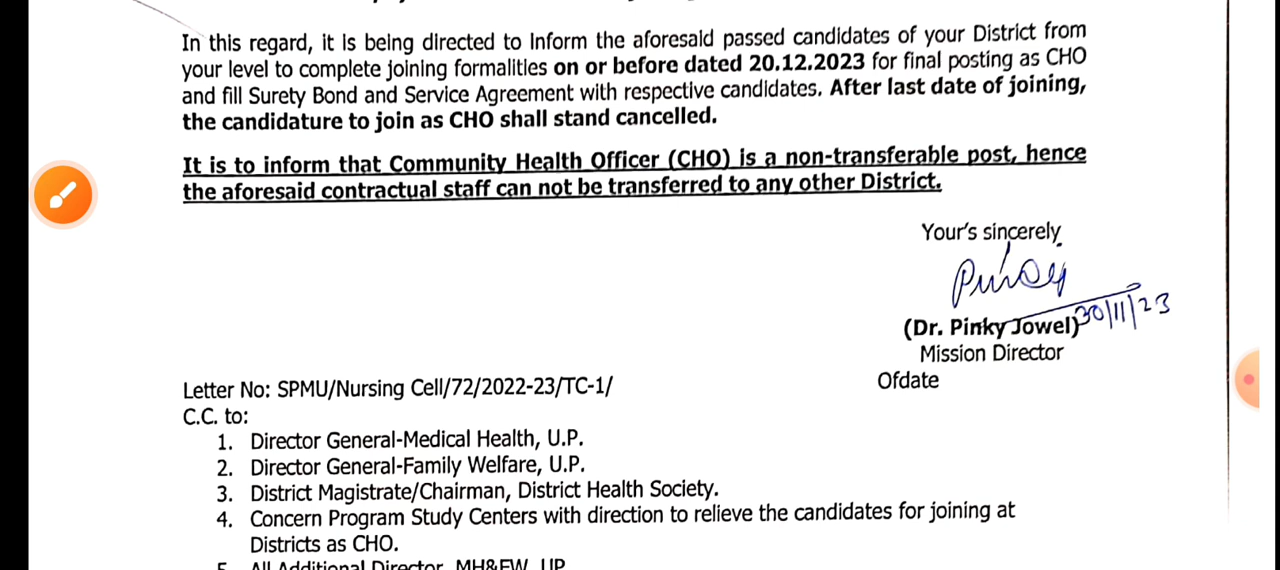 In this regard, it is being directed to Inform the aforesaid passed candidates of your District from
your level to complete joining formalities on or before dated 20.12.2023 for final posting as CHO
and fill Surety Bond and Service Agreement with respective candidates. After last date of joining,
the candidature to join as CHO shall stand cancelled.
It is to inform that Community Health Officer (CHO) is a non-transferable post, hence
the aforesaid contractual staff can not be transferred to any other District.
Your's sincerely
30/11/23
(Dr. Pinky Jowel)
Mission Director
Letter No: SPMU/Nursing Cell/72/2022-23/TC-1/ Ofdate
C.C. to:
1. Director General-Medical Health, U.P.
2. Director General-Family Welfare, U.P.
3. District Magistrate/Chairman, District Health Society.
4. Concern Program Study Centers with direction to relieve the candidates for joining at
Districts as CHO.
5. All Additional Director, MH&FW, UP